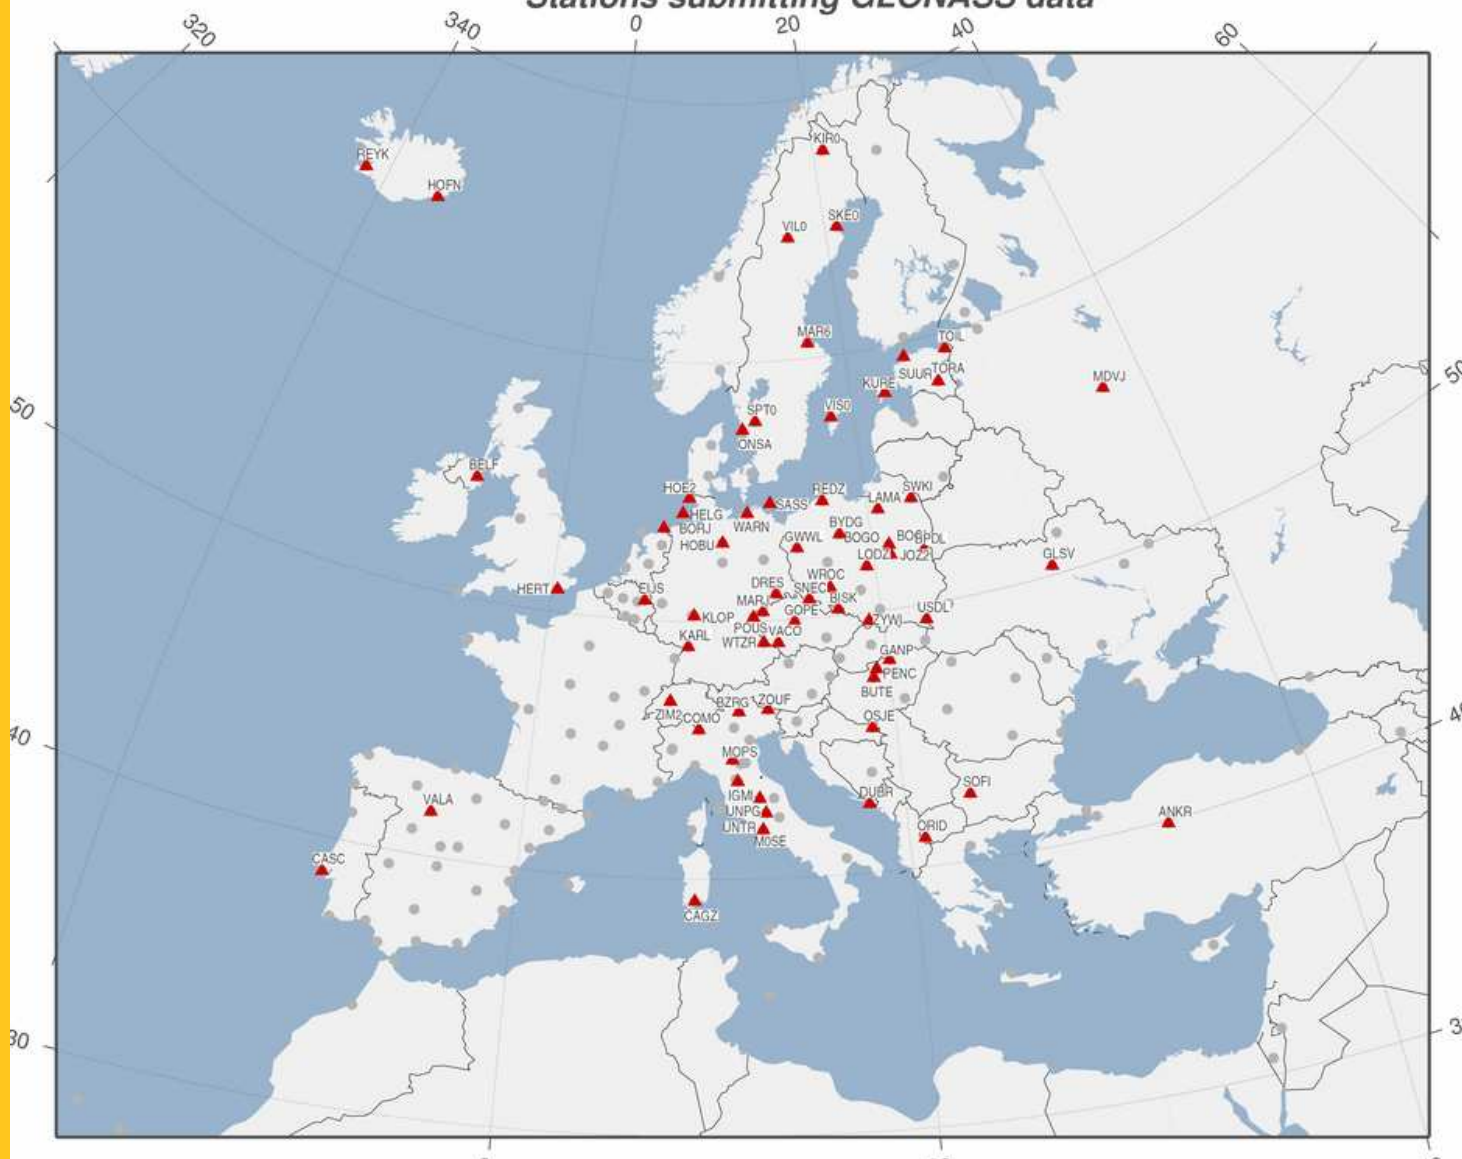 Stations submitting GLONASS data
320
340
0
20
40
60
REYK
HOFN
KIR0
SKE0
VIL0
MAR6
TOIL
SUUR
TORA
KURE
MDVJ
50
SPT0
VIS0
ONSA
BELF
HOE2
HELG
BORJ
SASS
WARN
REDZ
LAMA
SWKI
HOBU
GWWL
BYDG
BOGO
LODZ
JOZ2
GLSV
HERT
EIJS
DRES
WROC
SNEC
MARJ
GOPE
BISK
KLOP
ZYWI
USDL
POUS
VACO
KARL
WTZR
GANP
PENC
BUTE
ZIM2
COMO
BZRG
ZOUF
OSJE
40
MOPS
IGMI
UNPG
UNTR
M0SE
DUBR
SOFI
ORID
ANKR
VALA
CASC
CAGZ
30